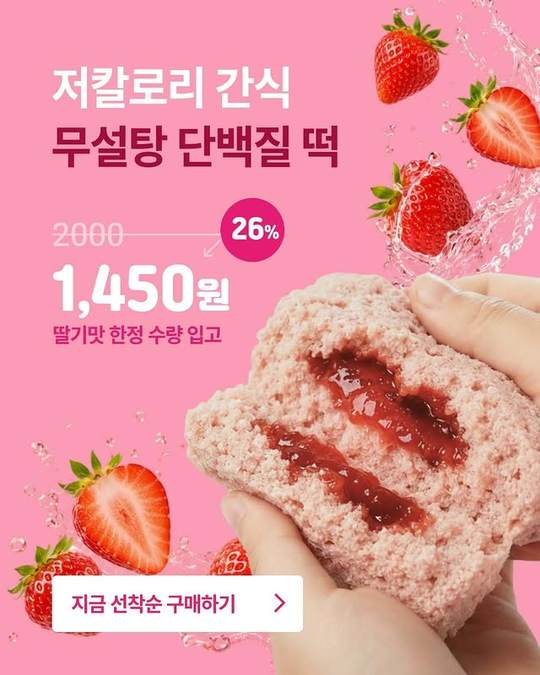 저칼로리 간식
무설탕 단백질 떡
2000
26%
1,450원
딸기맛 한정 수량 입고
지금 선착순 구매하기